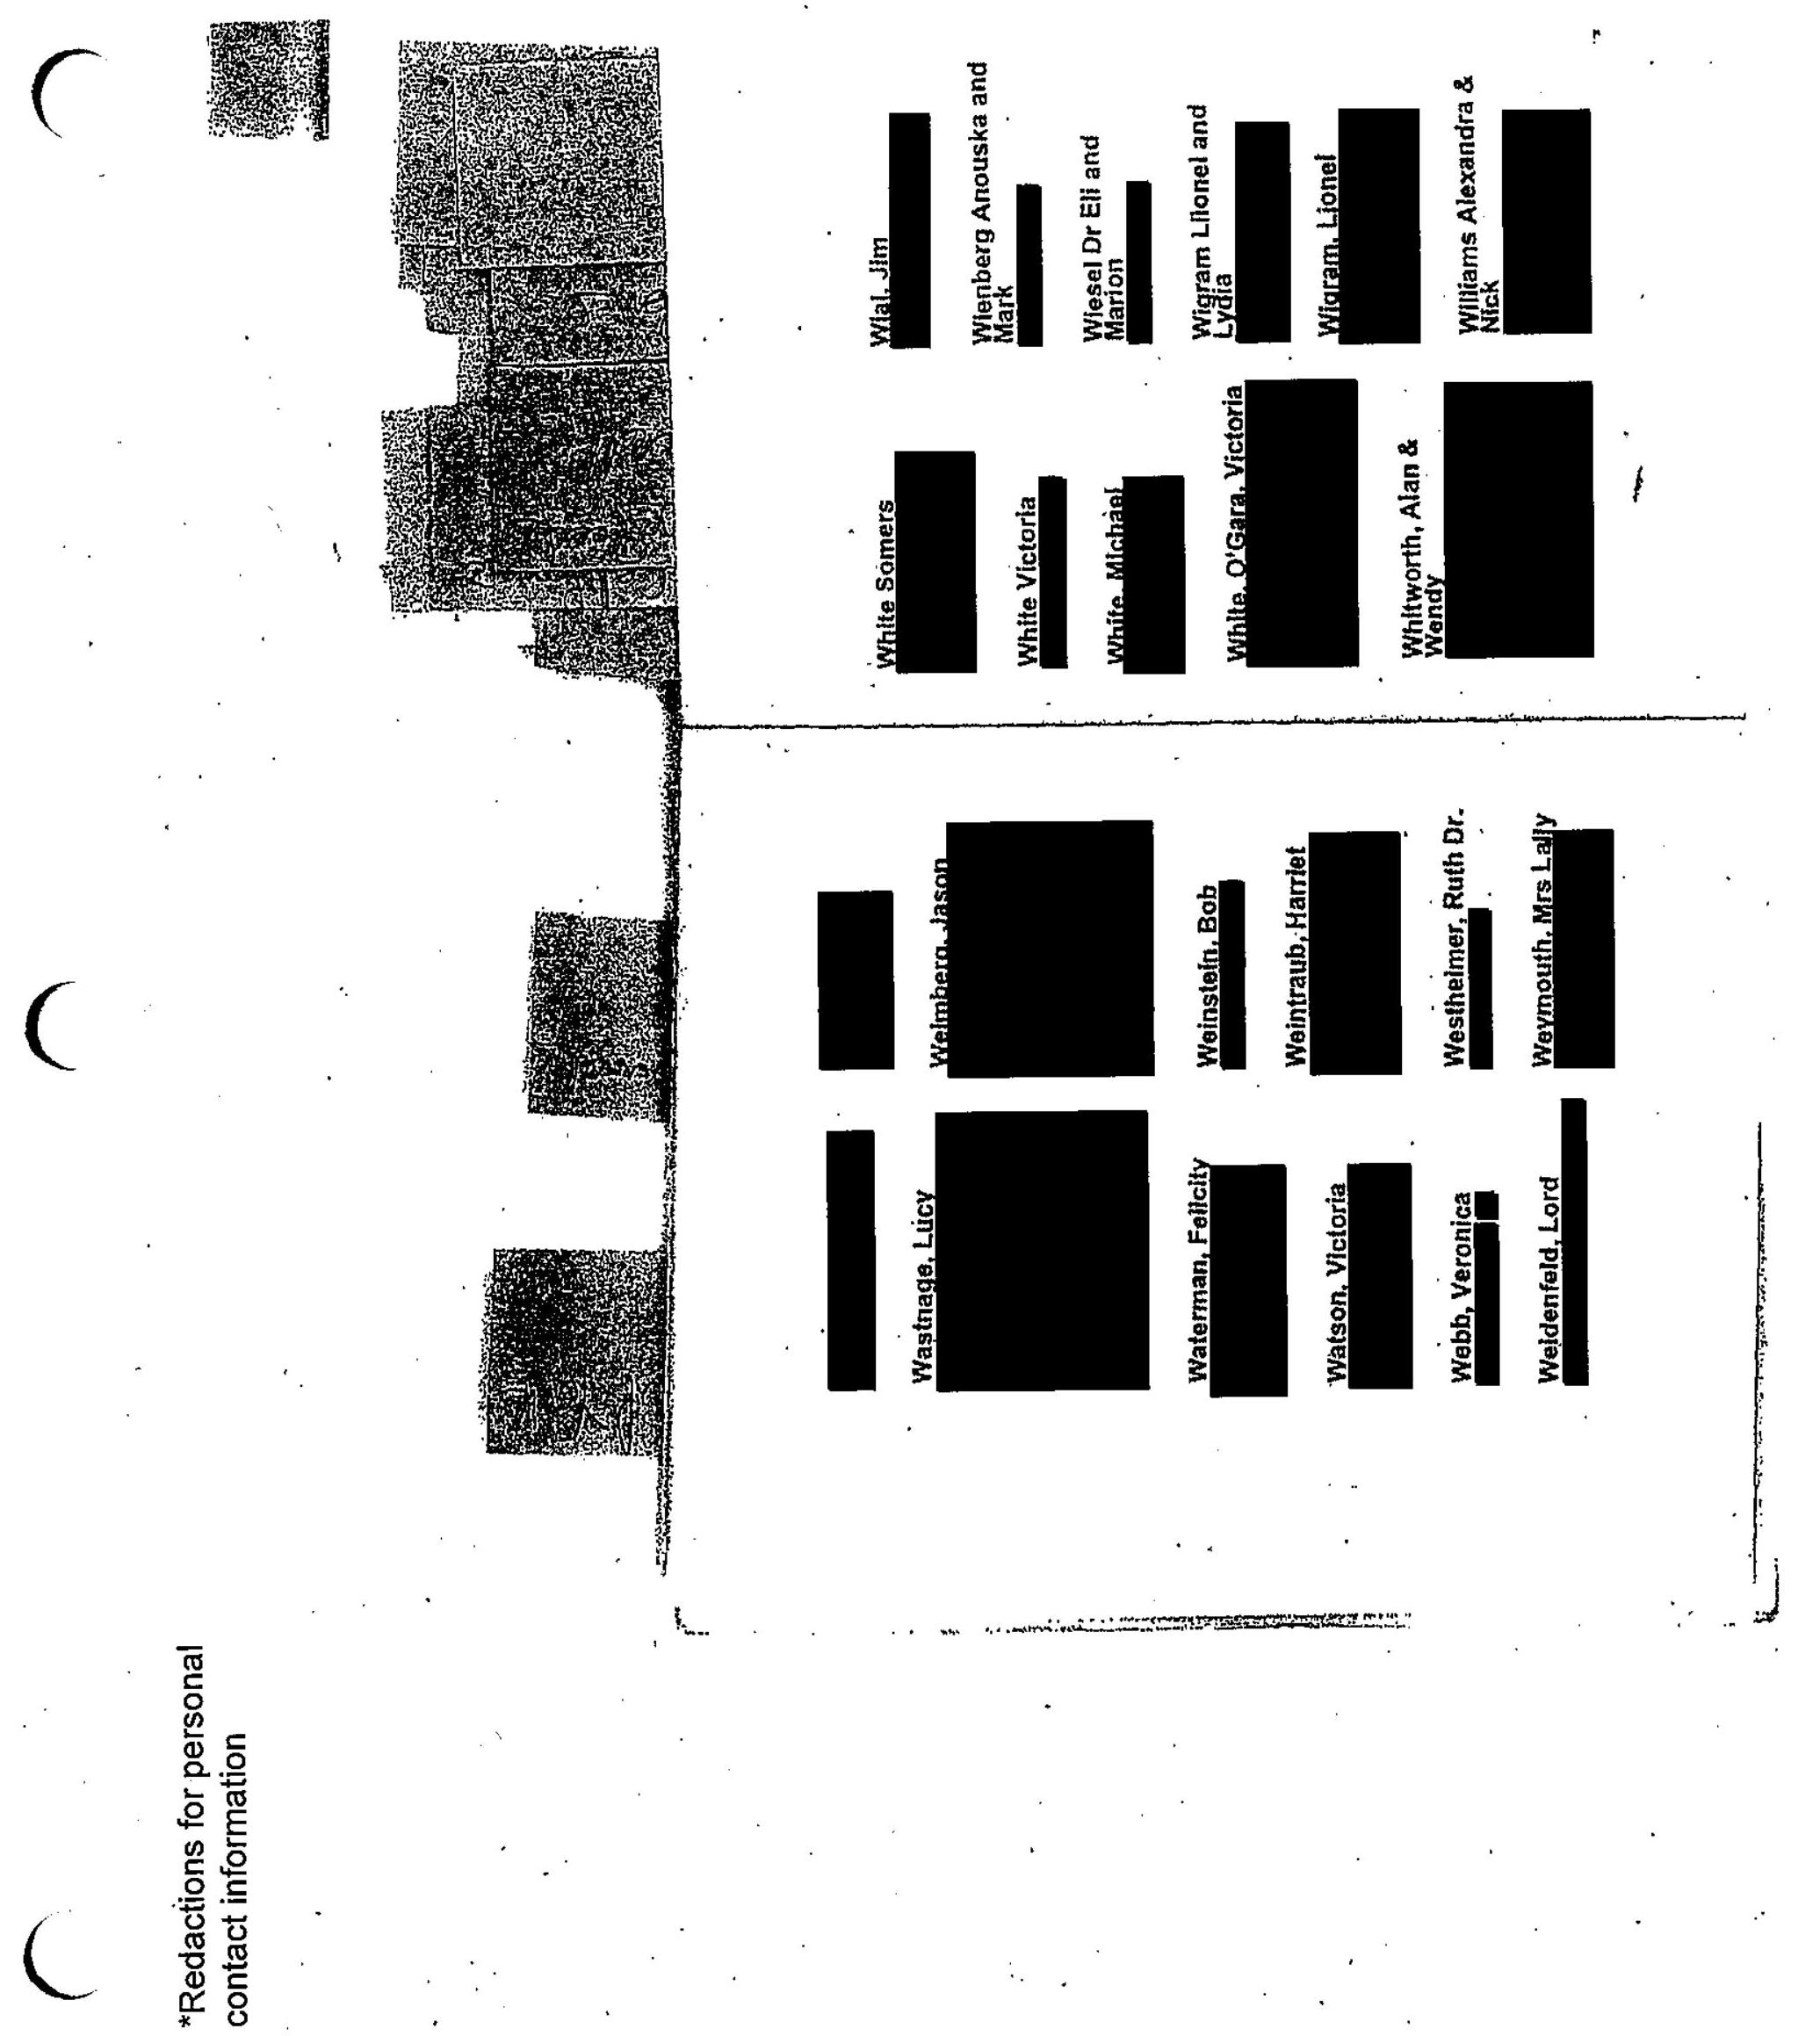 *Redactions for personal
contact information
Wastnage, Lucy
Waterman, Felicity
Watson, Victoria
Webb, Veronica
Weidenfeld, Lord
Weimberg, Jason
Weinstein, Bob
Weintraub, Harriet
Westheimer, Ruth Dr.
Weymouth, Mrs Lally
White Somers
White Victoria
White, Michael
White, O'Gara, Victoria
Whitworth, Alan &
Wendy
Wiat, Jim
Wienberg Anouska and
Mark
Wiesel Dr Eli and
Marion
Wigram Lionel and
Lydia
Wigram, Lionel
Williams Alexandra &
Nick